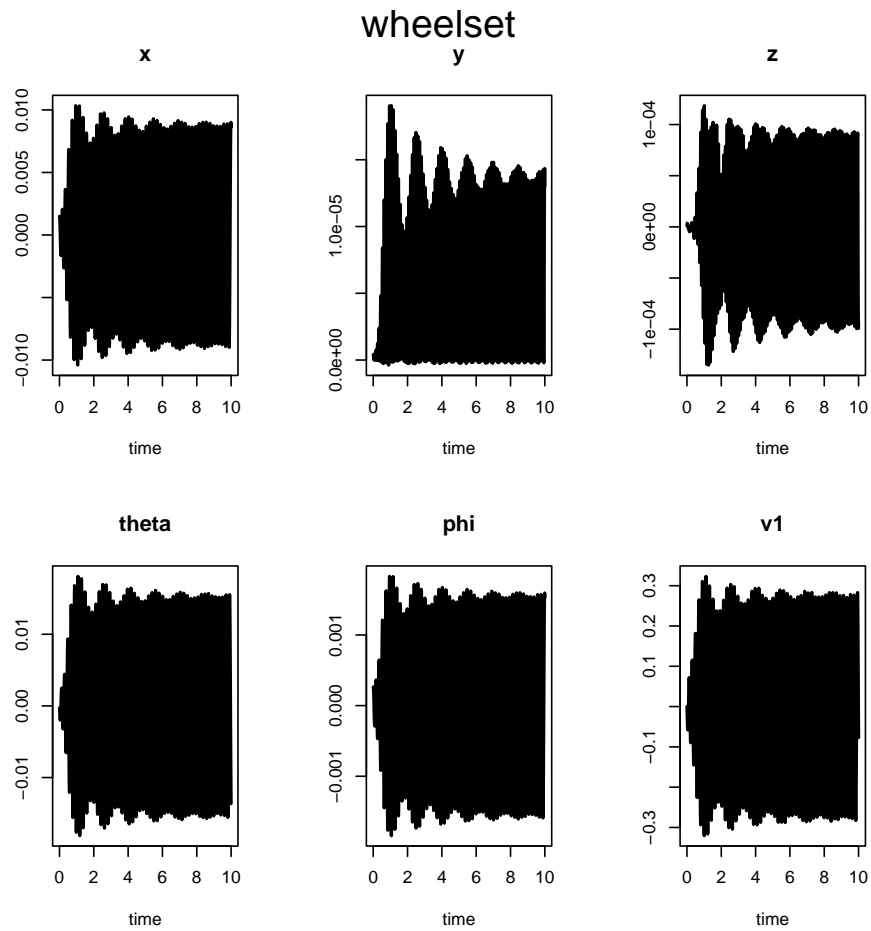 wheelset
x
y
z
0.010
0.005
0.000
−0.010
0 2 4 6 8 10
time
1.0e−05
0.0e+00
0 2 4 6 8 10
time
1e−04
0e+00
−1e−04
0 2 4 6 8 10
time
theta
phi
v1
0.01
0.00
−0.01
0 2 4 6 8 10
time
0.001
0.000
−0.001
0 2 4 6 8 10
time
0.3
0.2
0.1
−0.1
−0.3
0 2 4 6 8 10
time